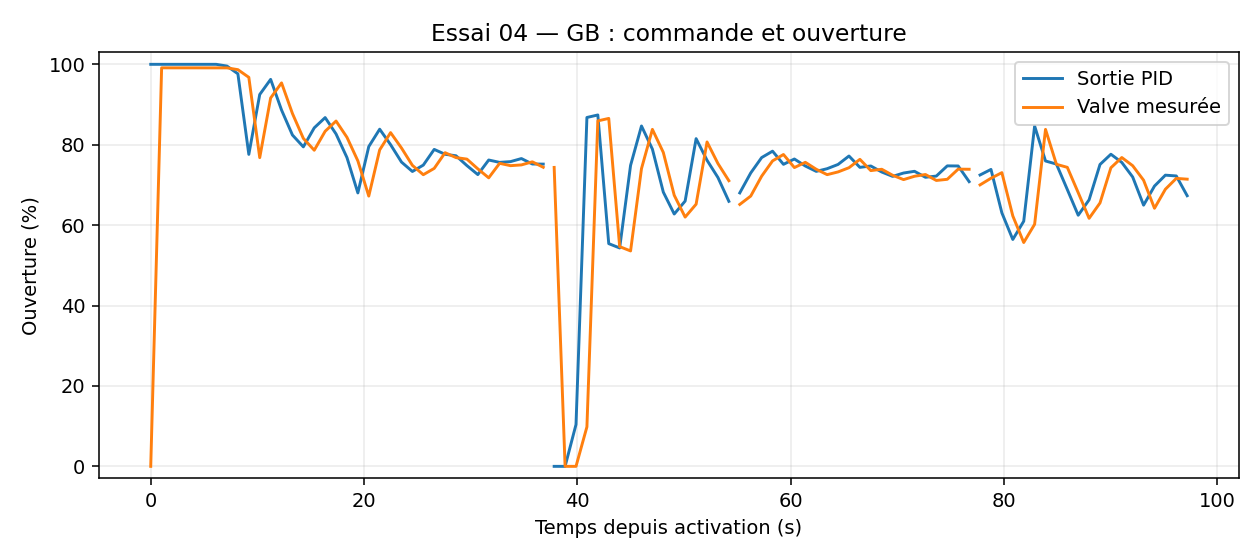 Essai 04 — GB : commande et ouverture
Sortie PID
Valve mesurée
Ouverture (%)
100
80
60
40
20
0
0 20 40 60 80 100
Temps depuis activation (s)